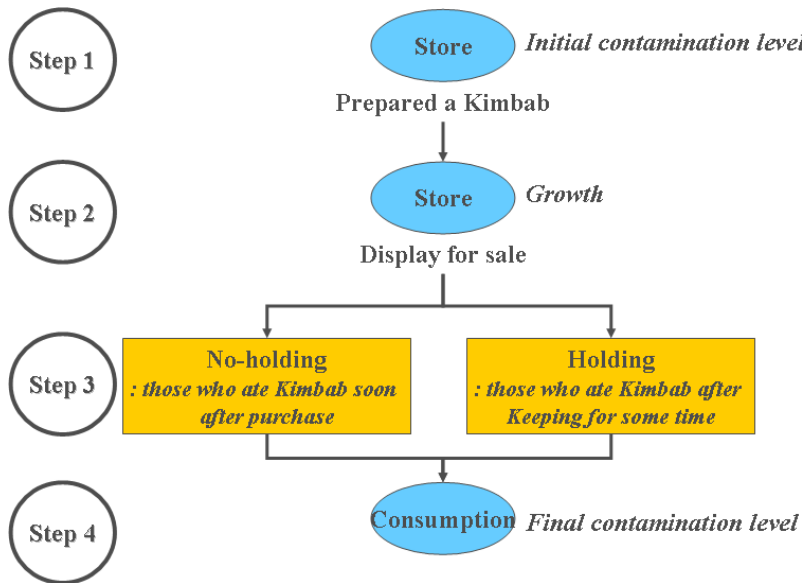 Step 1
Store
Initial contamination level
Prepared a Kimbab
Step 2
Store
Growth
Display for sale
Step 3
No-holding
: those who ate Kimbab soon
after purchase
Holding
: those who ate Kimbab after
Keeping for some time
Step 4
Consumption
Final contamination level